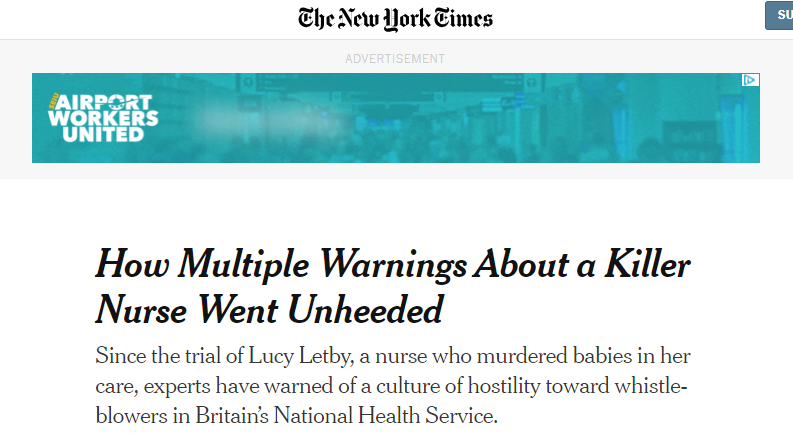 The New York Times
SU
ADVERTISEMENT
SEIU AIRPORT
WORKERS
UNITED
How Multiple Warnings About a Killer
Nurse Went Unheeded
Since the trial of Lucy Letby, a nurse who murdered babies in her
care, experts have warned of a culture of hostility toward whistle-
blowers in Britain's National Health Service.